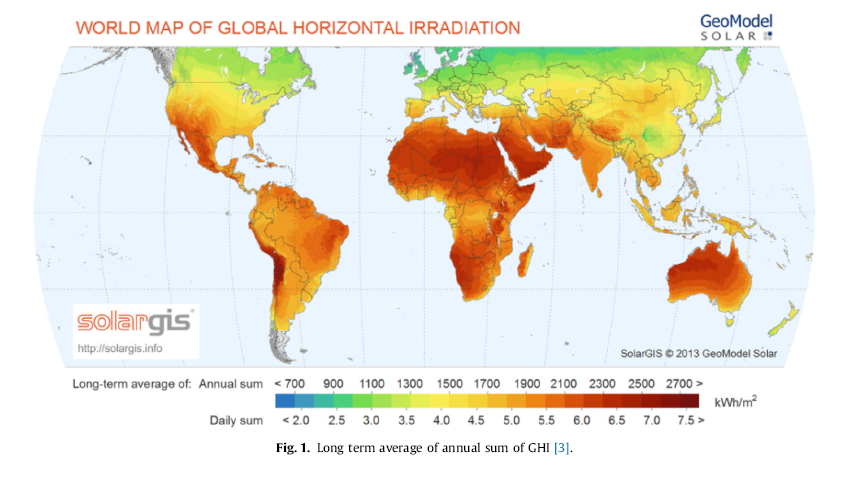 WORLD MAP OF GLOBAL HORIZONTAL IRRADIATION
GeoModel
SOLAR
solargis
http://solargis.info
SolarGIS © 2013 GeoModel Solar
Long-term average of: Annual sum < 700 900 1100 1300 1500 1700 1900 2100 2300 2500 2700 >
kWh/m²
Daily sum < 2.0 2.5 3.0 3.5 4.0 4.5 5.0 5.5 6.0 6.5 7.0 7.5 >
Fig. 1. Long term average of annual sum of GHI [3].